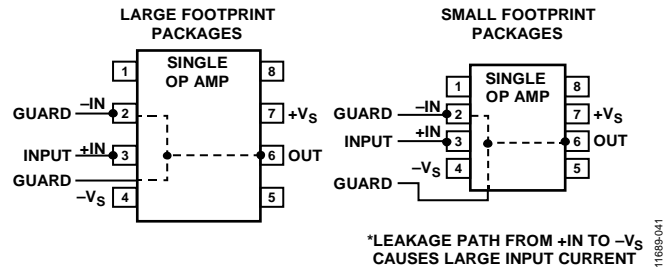 LARGE FOOTPRINT
PACKAGES
SINGLE
OP AMP
1
8
GUARD
–IN
2
7
+VS
INPUT
+IN
3
6
OUT
GUARD
–VS
4
5
SMALL FOOTPRINT
PACKAGES
SINGLE
OP AMP
1
8
GUARD
–IN
2
7
+VS
INPUT
+IN
3
6
OUT
–VS
4
5
GUARD
*LEAKAGE PATH FROM +IN TO –VS
CAUSES LARGE INPUT CURRENT
11689-041